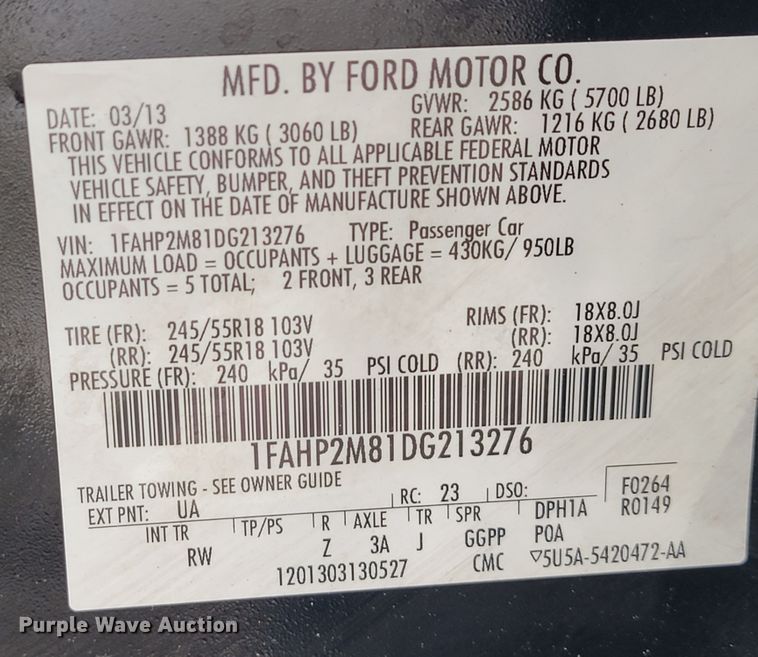 MFD. BY FORD MOTOR CO.
DATE: 03/13 GVWR: 2586 KG ( 5700 LB)
FRONT GAWR: 1388 KG ( 3060 LB) REAR GAWR: 1216 KG ( 2680 LB)
THIS VEHICLE CONFORMS TO ALL APPLICABLE FEDERAL MOTOR
VEHICLE SAFETY, BUMPER, AND THEFT PREVENTION STANDARDS
IN EFFECT ON THE DATE OF MANUFACTURE SHOWN ABOVE.
VIN: 1FAHP2M81DG213276 TYPE: Passenger Car
MAXIMUM LOAD = OCCUPANTS + LUGGAGE = 430KG/ 950LB
OCCUPANTS = 5 TOTAL; 2 FRONT, 3 REAR
TIRE (FR): 245/55R18 103V RIMS (FR): 18X8.0J
(RR): 245/55R18 103V (RR): 18X8.0J
PRESSURE (FR): 240 kPa/ 35 PSI COLD (RR): 240 kPa/ 35 PSI COLD
1FAHP2M81DG213276
TRAILER TOWING - SEE OWNER GUIDE
EXT PNT: UA RC: 23 DSO: F0264
INT TR TP/PS R AXLE TR SPR DPH1A R0149
RW Z 3A J GGPP POA
1201303130527 CMC ▽5U5A-5420472-AA
Purple Wave Auction